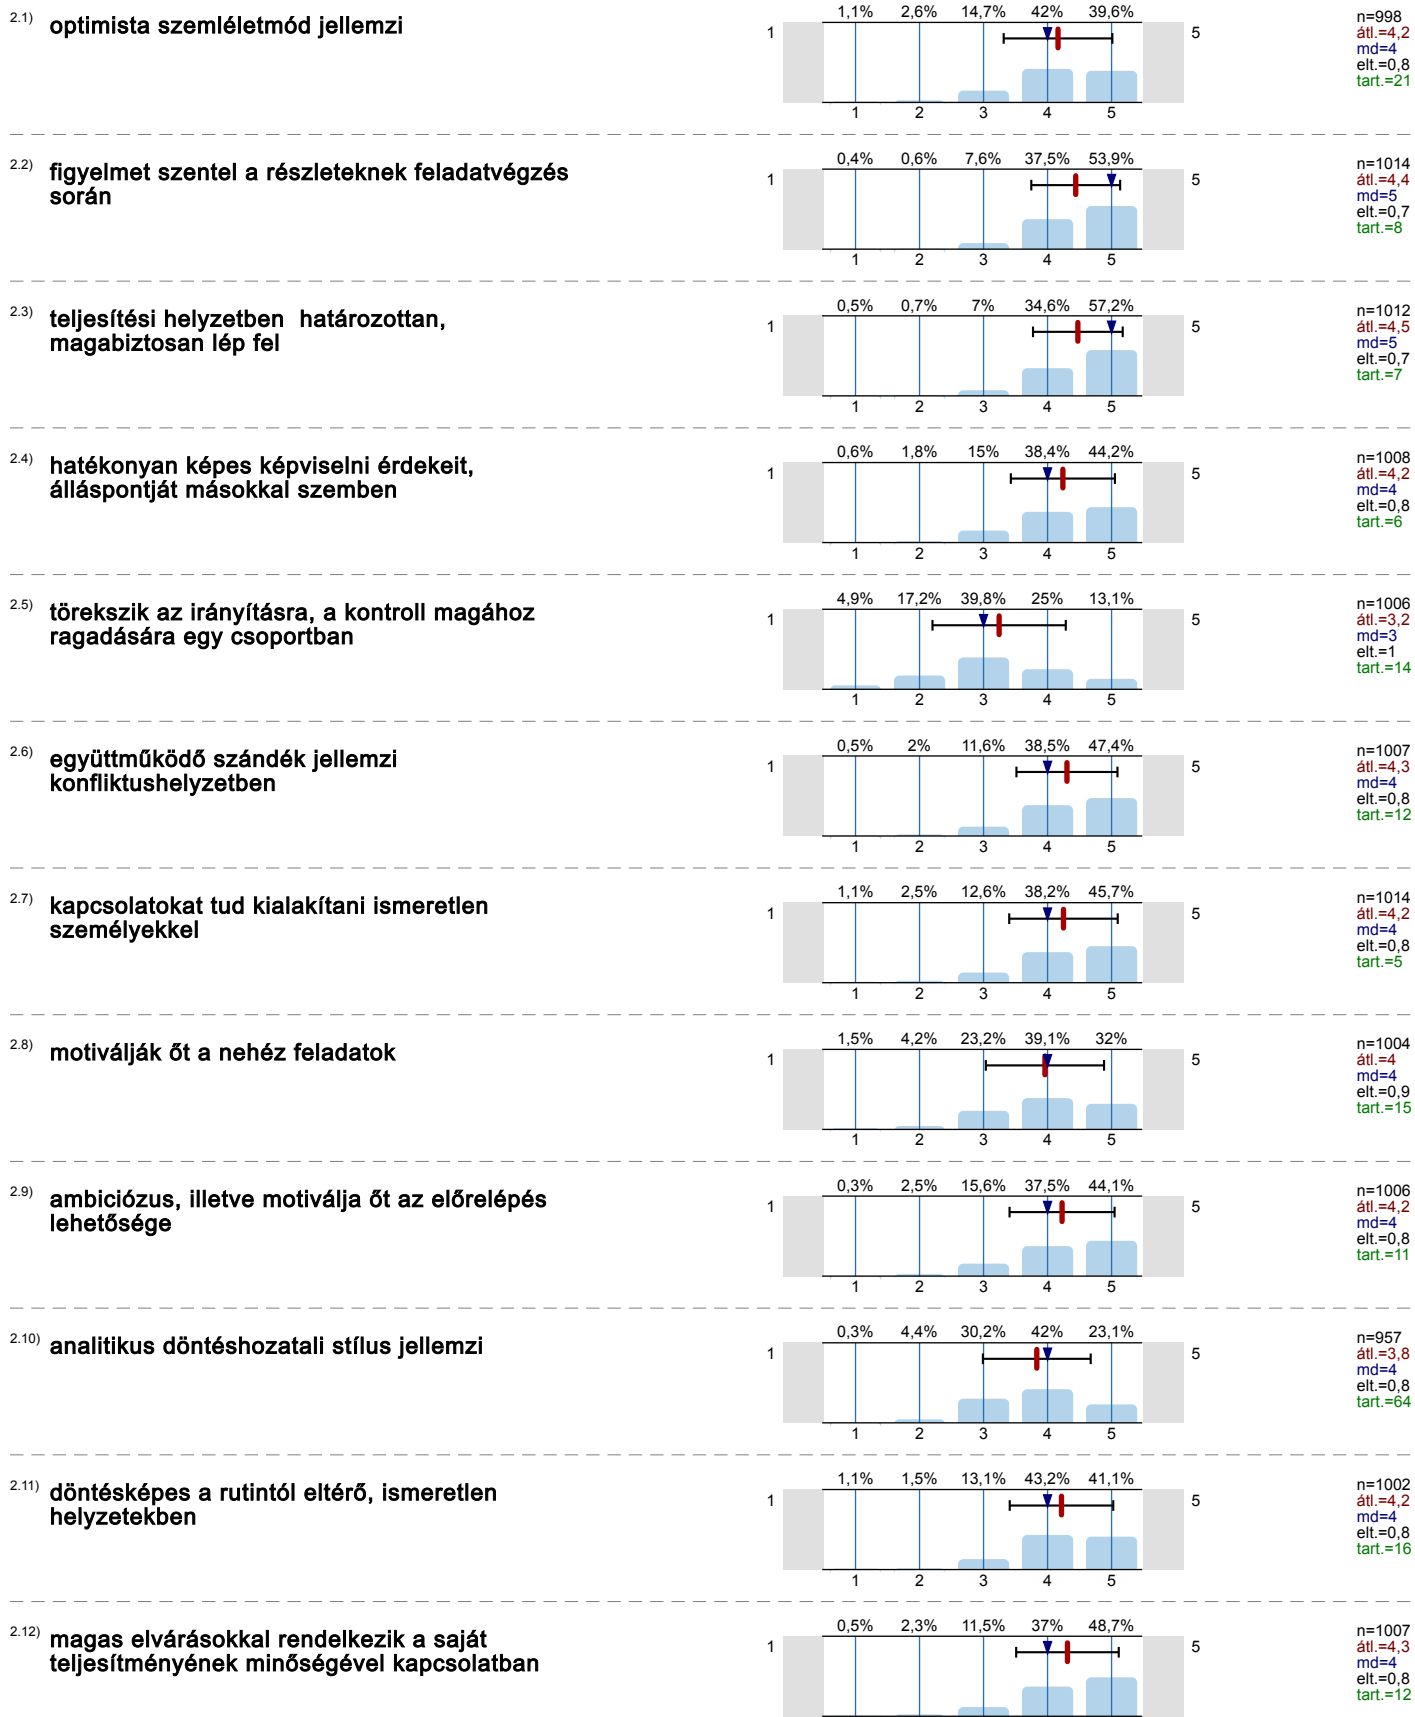 2.1) optimista szemléletmód jellemzi
1,1% 2,6% 14,7% 42% 39,6%
1 5
1 2 3 4 5
n=998
átl.=4,2
md=4
elt.=0,8
tart.=21
2.2) figyelmet szentel a részleteknek feladatvégzés
során
0,4% 0,6% 7,6% 37,5% 53,9%
1 5
1 2 3 4 5
n=1014
átl.=4,4
md=5
elt.=0,7
tart.=8
2.3) teljesítési helyzetben határozottan,
magabiztosan lép fel
0,5% 0,7% 7% 34,6% 57,2%
1 5
1 2 3 4 5
n=1012
átl.=4,5
md=5
elt.=0,7
tart.=7
2.4) hatékonyan képes képviselni érdekeit,
álláspontját másokkal szemben
0,6% 1,8% 15% 38,4% 44,2%
1 5
1 2 3 4 5
n=1008
átl.=4,2
md=4
elt.=0,8
tart.=6
2.5) törekszik az irányításra, a kontroll magához
ragadására egy csoportban
4,9% 17,2% 39,8% 25% 13,1%
1 5
1 2 3 4 5
n=1006
átl.=3,2
md=3
elt.=1
tart.=14
2.6) együttműködő szándék jellemzi
konfliktushelyzetben
0,5% 2% 11,6% 38,5% 47,4%
1 5
1 2 3 4 5
n=1007
átl.=4,3
md=4
elt.=0,8
tart.=12
2.7) kapcsolatokat tud kialakítani ismeretlen
személyekkel
1,1% 2,5% 12,6% 38,2% 45,7%
1 5
1 2 3 4 5
n=1014
átl.=4,2
md=4
elt.=0,8
tart.=5
2.8) motiválják őt a nehéz feladatok
1,5% 4,2% 23,2% 39,1% 32%
1 5
1 2 3 4 5
n=1004
átl.=4
md=4
elt.=0,9
tart.=15
2.9) ambiciózus, illetve motiválja őt az előrelépés
lehetősége
0,3% 2,5% 15,6% 37,5% 44,1%
1 5
1 2 3 4 5
n=1006
átl.=4,2
md=4
elt.=0,8
tart.=11
2.10) analitikus döntéshozatali stílus jellemzi
0,3% 4,4% 30,2% 42% 23,1%
1 5
1 2 3 4 5
n=957
átl.=3,8
md=4
elt.=0,8
tart.=64
2.11) döntésképes a rutintól eltérő, ismeretlen
helyzetekben
1,1% 1,5% 13,1% 43,2% 41,1%
1 5
1 2 3 4 5
n=1002
átl.=4,2
md=4
elt.=0,8
tart.=16
2.12) magas elvárásokkal rendelkezik a saját
teljesítményének minőségével kapcsolatban
0,5% 2,3% 11,5% 37% 48,7%
1 5
n=1007
átl.=4,3
md=4
elt.=0,8
tart.=12